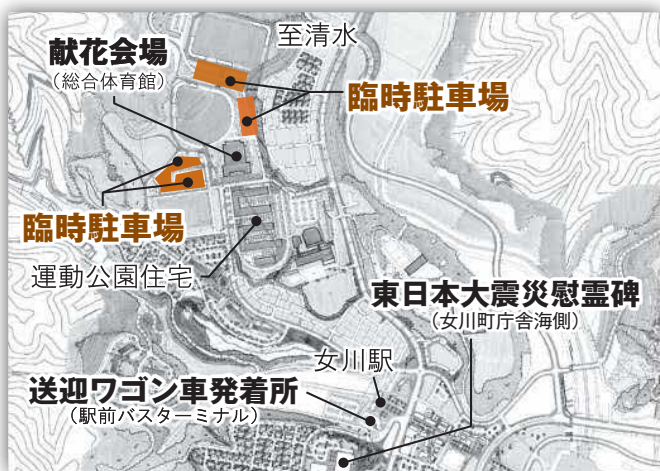 至清水
献花会場
(総合体育館)
臨時駐車場
臨時駐車場
運動公園住宅
東日本大震災慰霊碑
(女川町庁舎海側)
女川駅
送迎ワゴン車発着所
(駅前バスターミナル)